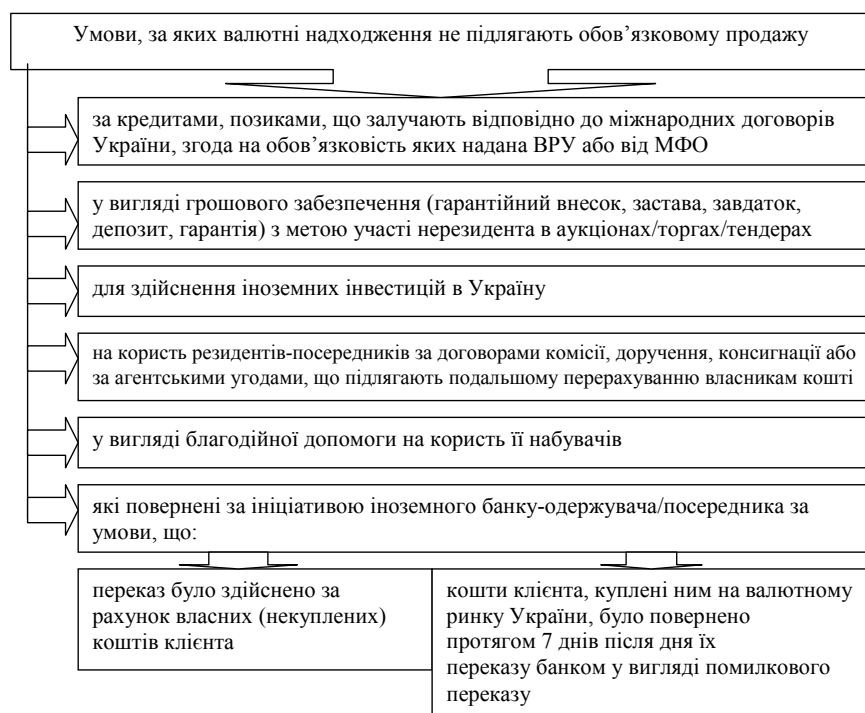 Умови, за яких валютні надходження не підлягають обов’язковому продажу
за кредитами, позиками, що залучають відповідно до міжнародних договорів
України, згода на обов’язковість яких надана ВРУ або від МФО
у вигляді грошового забезпечення (гарантійний внесок, застава, завдаток,
депозит, гарантія) з метою участі нерезидента в аукціонах/торгах/тендерах
для здійснення іноземних інвестицій в Україну
на користь резидентів-посередників за договорами комісії, доручення, консигнації або
за агентськими угодами, що підлягають подальшому перерахуванню власникам кошті
у вигляді благодійної допомоги на користь її набувачів
які повернені за ініціативою іноземного банку-одержувача/посередника за
умови, що:
переказ було здійснено за
рахунок власних (некуплених)
коштів клієнта
кошти клієнта, куплені ним на валютному
ринку України, було повернено
протягом 7 днів після дня їх
переказу банком у вигляді помилкового
переказу